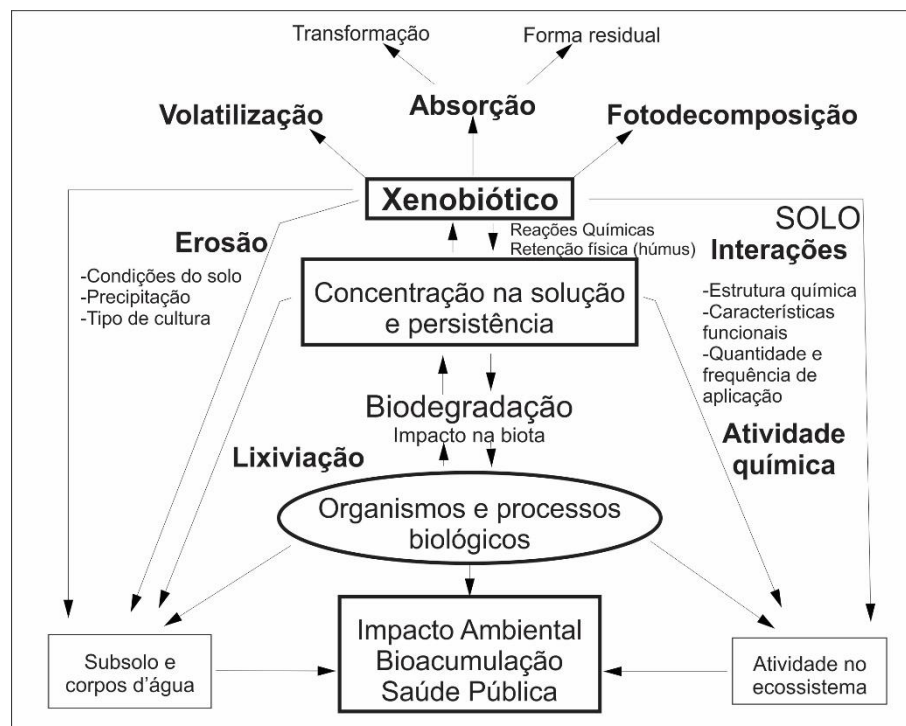 Transformação
Forma residual
Volatilização
Absorção
Fotodecomposição
Xenobiótico
Erosão
-Condições do solo
-Precipitação
-Tipo de cultura
Reações Químicas
Retenção física (húmus)
SOLO
Interações
-Estrutura química
-Características
funcionais
-Quantidade e
frequência de
aplicação
Concentração na solução
e persistência
Biodegradação
Impacto na biota
Lixiviação
Atividade
química
Organismos e processos
biológicos
Subsolo e
corpos d'água
Impacto Ambiental
Bioacumulação
Saúde Pública
Atividade no
ecossistema